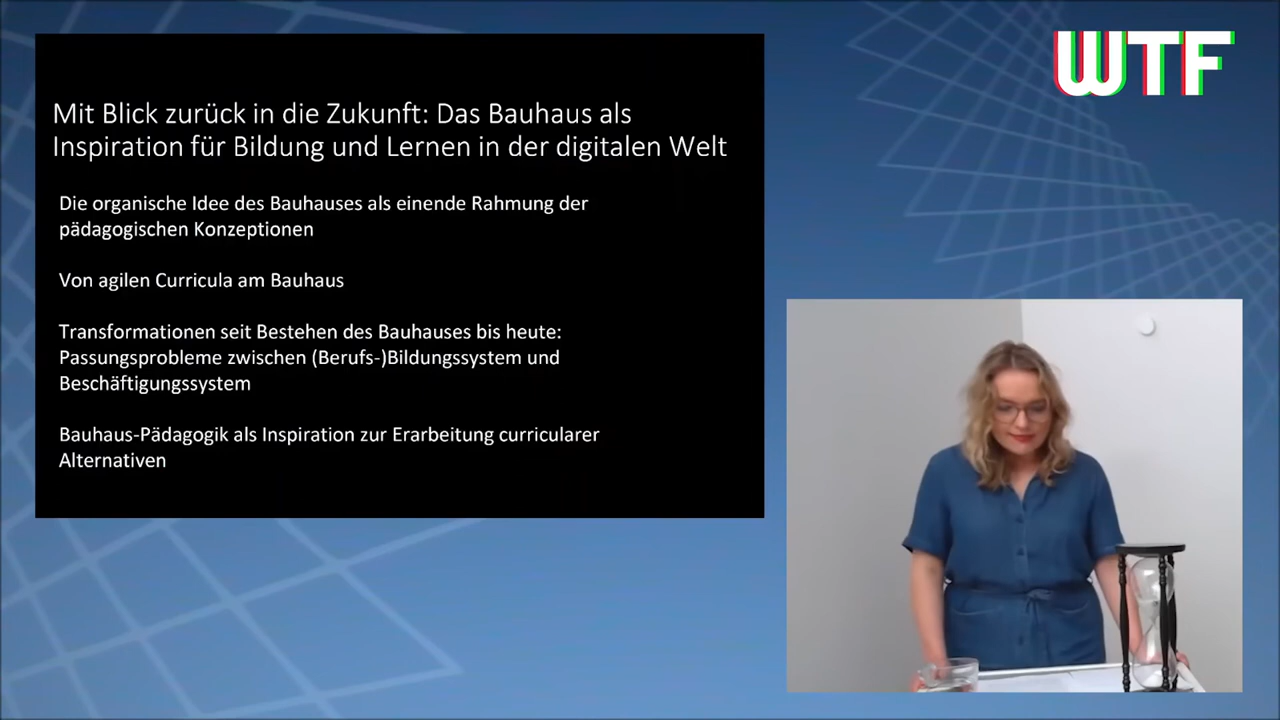 WTF
Mit Blick zurück in die Zukunft: Das Bauhaus als
Inspiration für Bildung und Lernen in der digitalen Welt
Die organische Idee des Bauhauses als einende Rahmung der
pädagogischen Konzeptionen
Von agilen Curricula am Bauhaus
Transformationen seit Bestehen des Bauhauses bis heute:
Passungsprobleme zwischen (Berufs-)Bildungssystem und
Beschäftigungssystem
Bauhaus-Pädagogik als Inspiration zur Erarbeitung curricularer
Alternativen